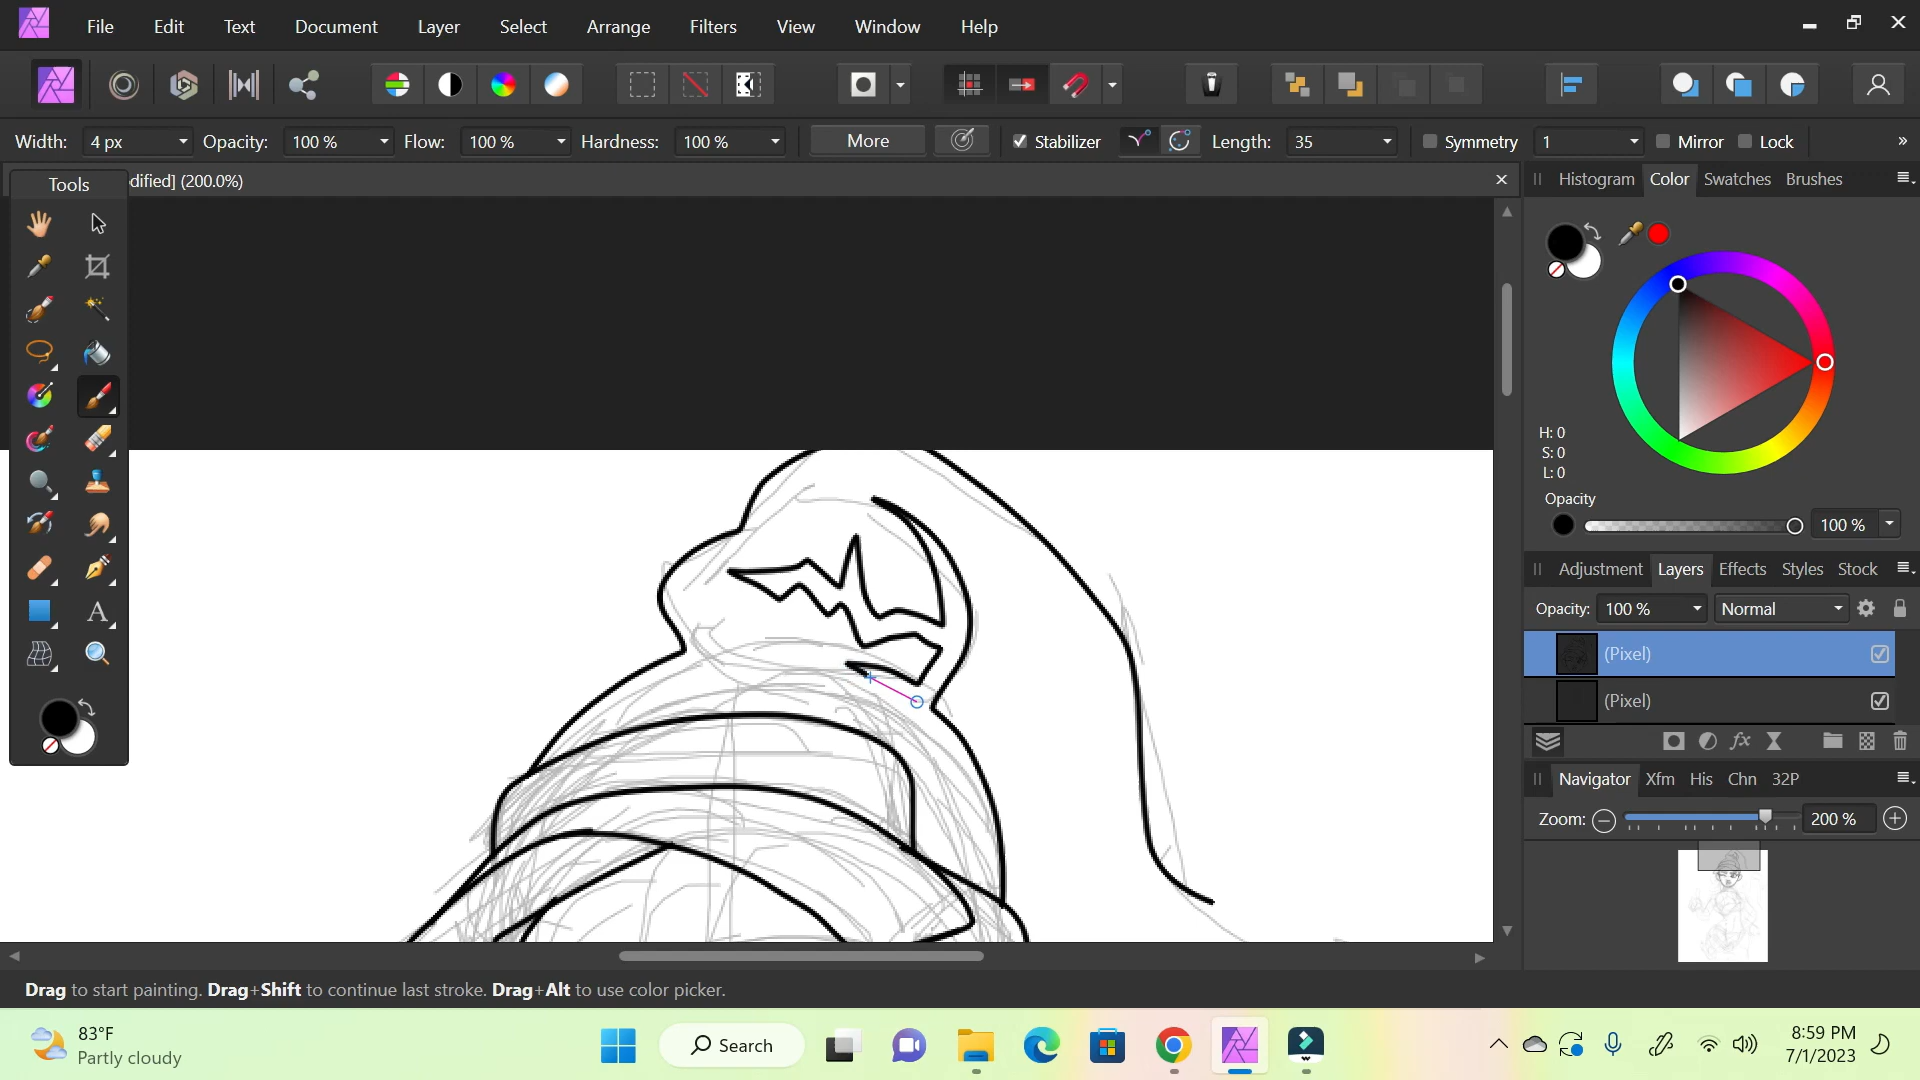 File Edit Text Document Layer Select Arrange Filters View Window Help
Width: 4 px Opacity: 100 % Flow: 100 % Hardness: 100 % More Stabilizer Length: 35 Symmetry 1 Mirror Lock »
Tools
dified] (200.0%)
Histogram Color Swatches Brushes
H: 0
S: 0
L: 0
Opacity
100 %
Adjustment Layers Effects Styles Stock
Opacity: 100 % Normal
(Pixel)
(Pixel)
Navigator Xfm His Chn 32P
Zoom: 200 %
Drag to start painting. Drag+Shift to continue last stroke. Drag+Alt to use color picker.
83°F
Partly cloudy
Search
8:59 PM
7/1/2023